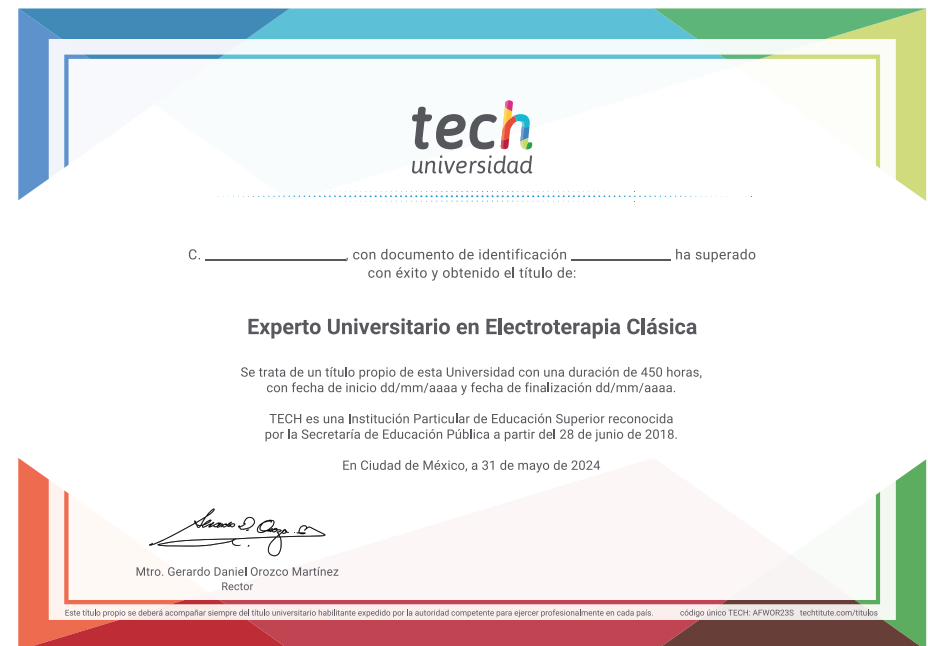 tech
universidad
C. ____________, con documento de identificación ____________ ha superado
con éxito y obtenido el título de:
Experto Universitario en Electroterapia Clásica
Se trata de un título propio de esta Universidad con una duración de 450 horas,
con fecha de inicio dd/mm/aaaa y fecha de finalización dd/mm/aaaa.
TECH es una Institución Particular de Educación Superior reconocida
por la Secretaría de Educación Pública a partir del 28 de junio de 2018.
En Ciudad de México, a 31 de mayo de 2024
Mtro. Gerardo Daniel Orozco Martínez
Rector
Este título propio se deberá acompañar siempre del título universitario habilitante expedido por la autoridad competente para ejercer profesionalmente en cada país. código único TECH: AFWOR23S techtitute.com/titulos